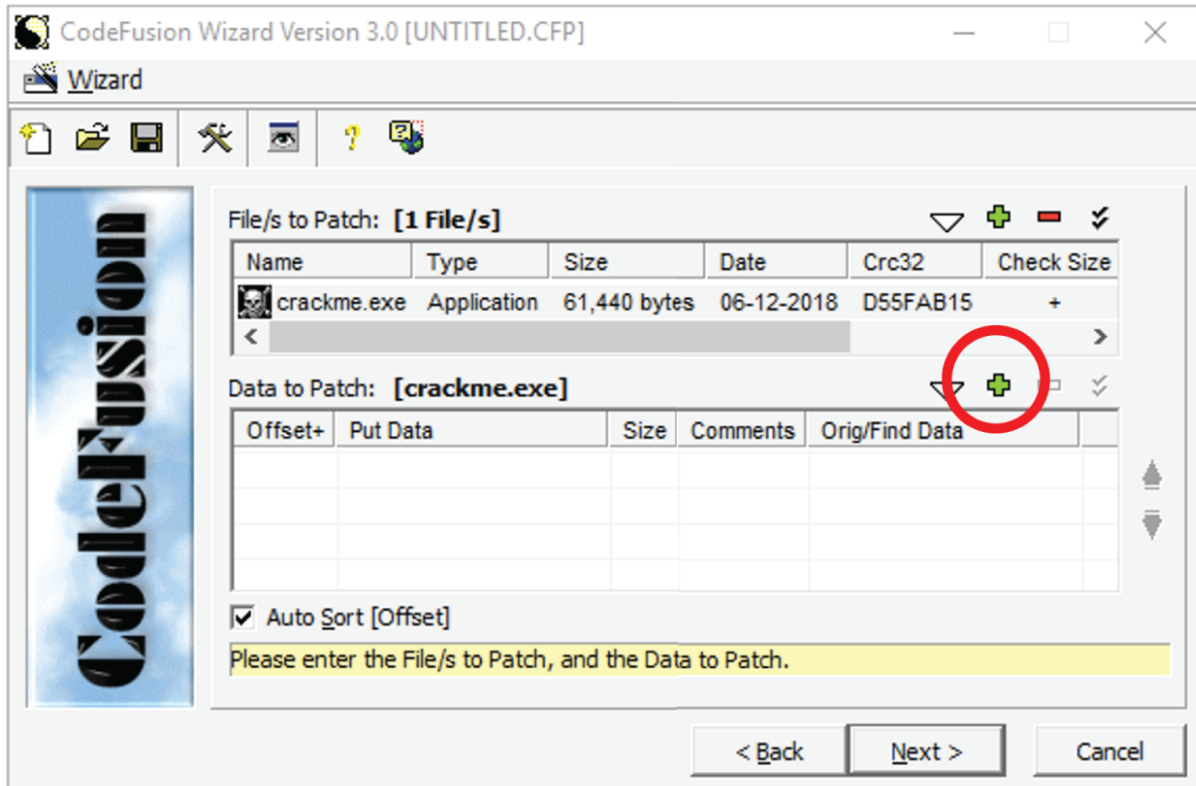 CodeFusion Wizard Version 3.0 [UNTITLED.CFP]
Wizard
CodeFusion
File/s to Patch: [1 File/s]
Name Type Size Date Crc32 Check Size
crackme.exe Application 61,440 bytes 06-12-2018 D55FAB15 +
Data to Patch: [crackme.exe]
Offset+ Put Data Size Comments Orig/Find Data
Auto Sort [Offset]
Please enter the File/s to Patch, and the Data to Patch.
< Back Next > Cancel